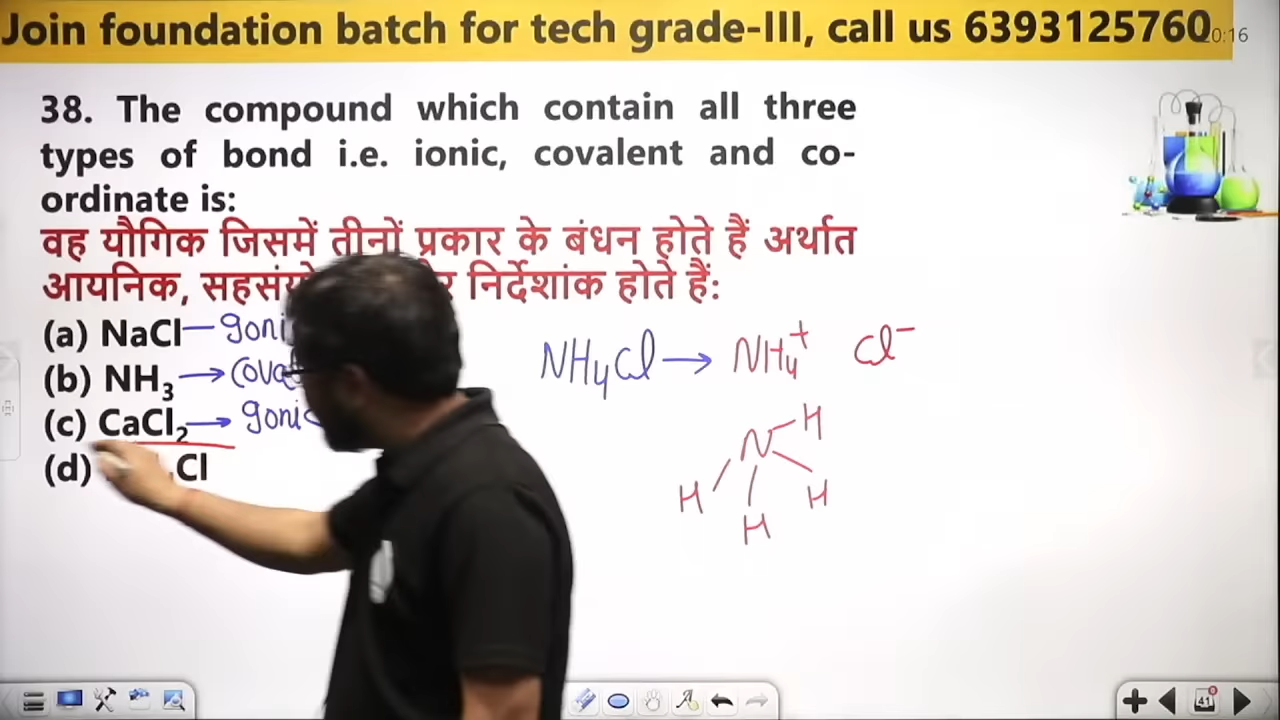 Join foundation batch for tech grade-III, call us 6393125760
20:16
38. The compound which contain all three
types of bond i.e. ionic, covalent and co-
ordinate is:
वह यौगिक जिसमें तीनों प्रकार के बंधन होते हैं अर्थात
आयनिक, निर्देशांक होते हैं:
(a) NaCl
(b) NH₃ →
(c) CaCl₂ →
(d) Cl
NH₄Cl → NH₄⁺ Cl⁻
N H
H H
H
41